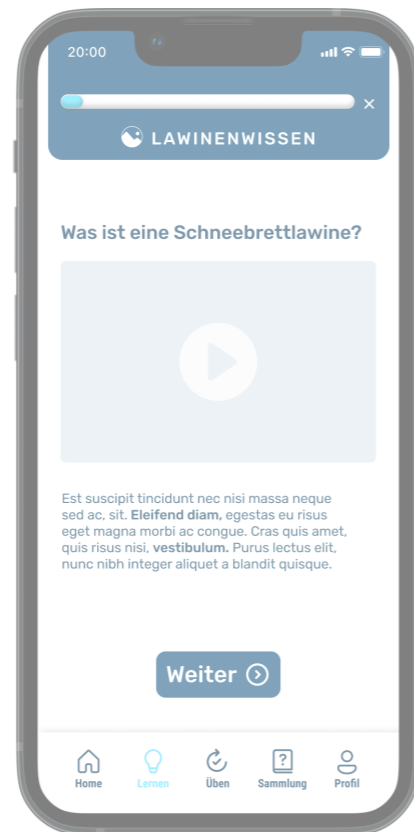 20:00
LAWINENWISSEN
Was ist eine Schneebrettlawine?
Est suscipit tincidunt nec nisi massa neque
sed ac, sit. Eleifend diam, egestas eu risus
eget magna morbi ac congue. Cras quis amet,
quis risus nisi, vestibulum. Purus lectus elit,
nunc nibh integer aliquet a blandit quisque.
Weiter
Home Lernen Üben Sammlung Profil